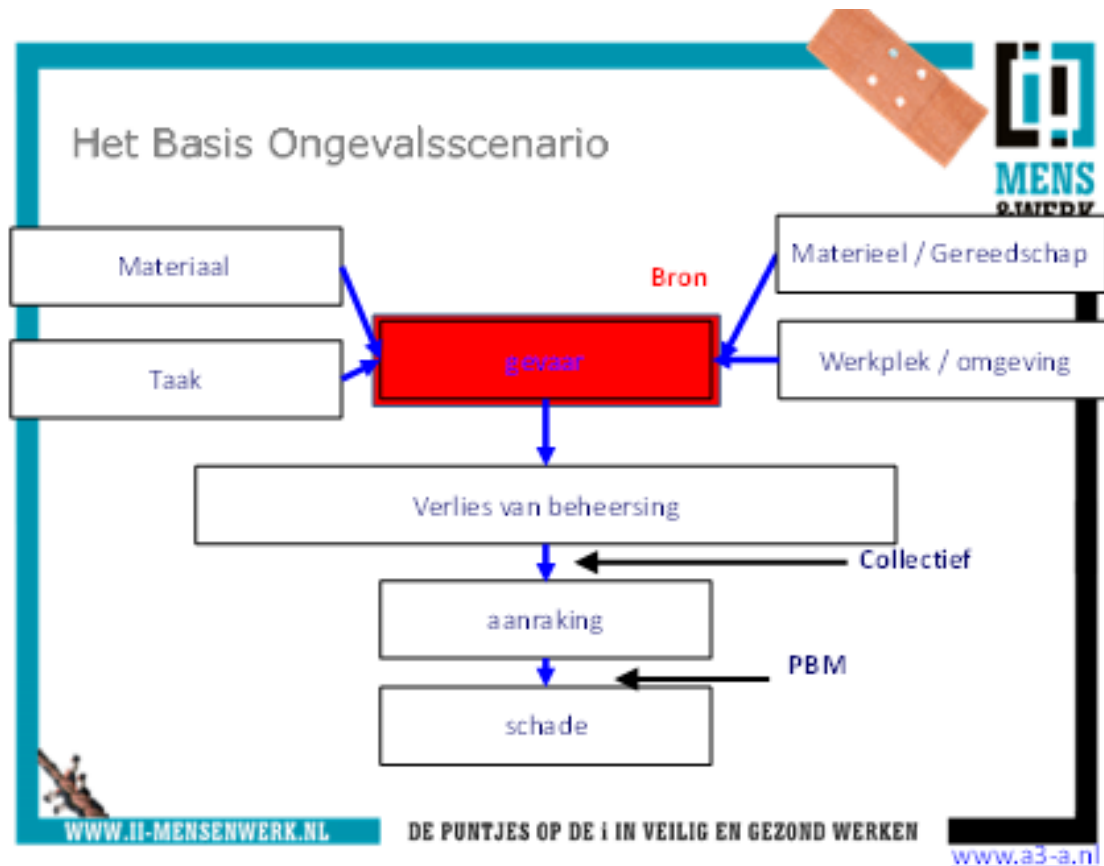 Het Basis Ongevalsscenario
MENS
&WERK
Materiaal
Materieel / Gereedschap
Bron
Taak
gevaar
Werkplek / omgeving
Verlies van beheersing
Collectief
aanraking
PBM
schade
WWW.II-MENSENWERK.NL
DE PUNTJES OP DE i IN VEILIG EN GEZOND WERKEN
www.a3-a.nl